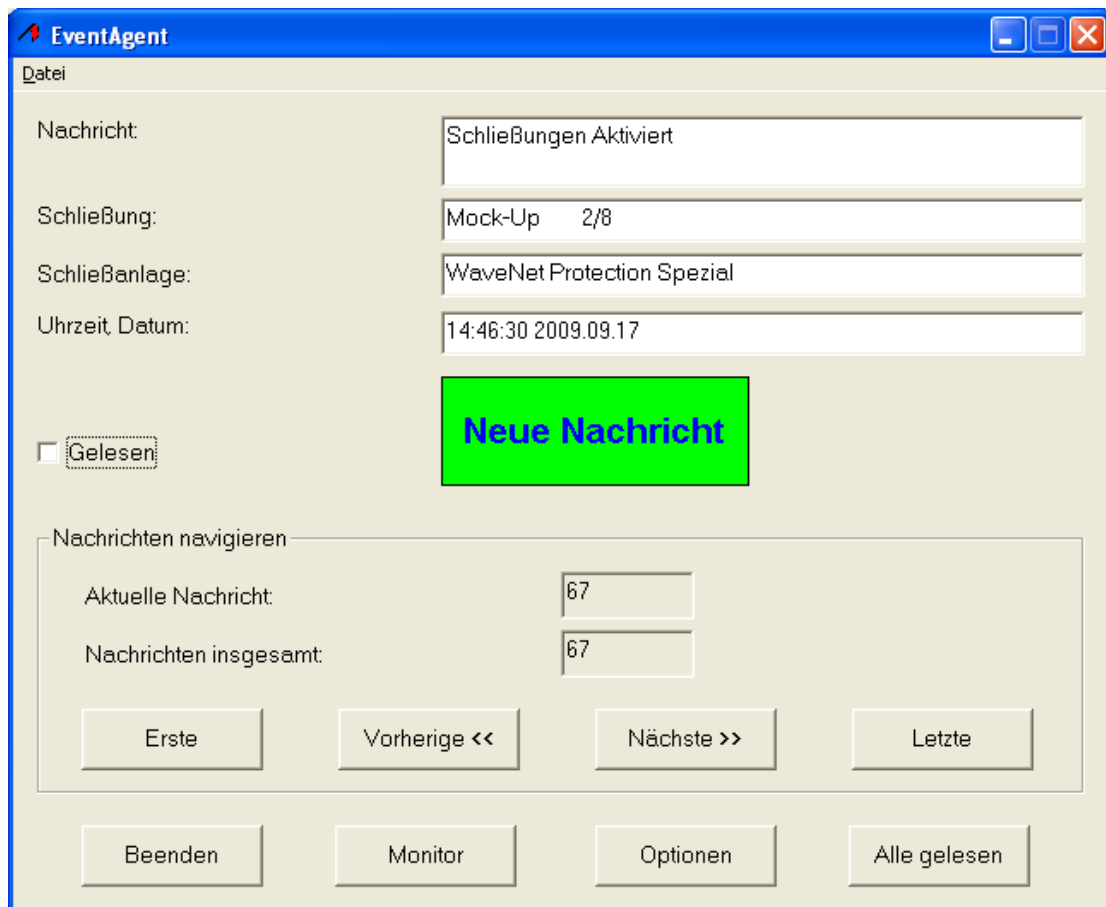 EventAgent
Datei
Nachricht: Schließungen Aktiviert
Schließung: Mock-Up 2/8
Schließanlage: WaveNet Protection Spezial
Uhrzeit, Datum: 14:46:30 2009.09.17
Neue Nachricht
Gelesen
Nachrichten navigieren
Aktuelle Nachricht: 67
Nachrichten insgesamt: 67
Erste Vorherige << Nächste >> Letzte
Beenden Monitor Optionen Alle gelesen